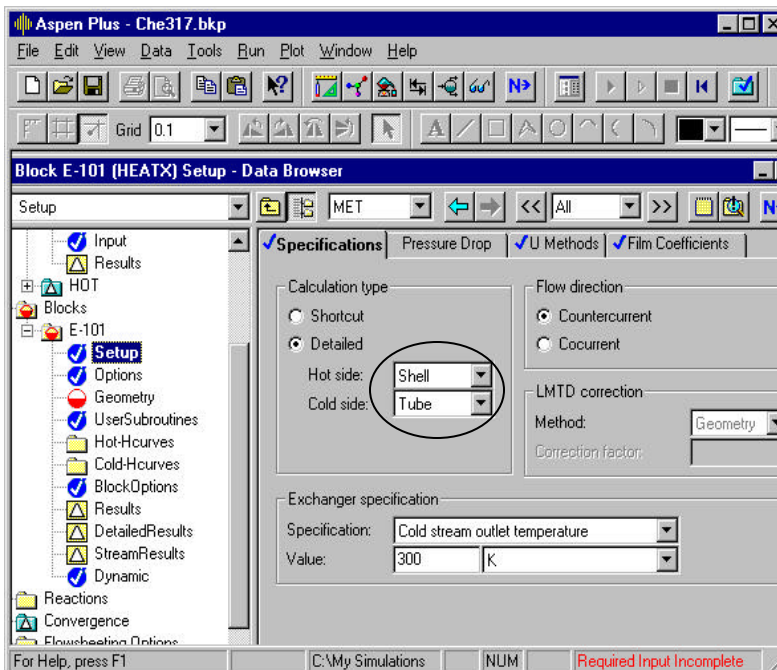 Aspen Plus - Che317.bkp
File Edit View Data Tools Run Plot Window Help
N
Grid 0.1
A
Block E-101 (HEATX) Setup - Data Browser
Setup MET << All >> N
Input
Results
HOT
Blocks
E-101
Setup
Options
Geometry
UserSubroutines
Hot-Hcurves
Cold-Hcurves
BlockOptions
Results
DetailedResults
StreamResults
Dynamic
Reactions
Convergence
Flowsheeting Options
Specifications Pressure Drop U Methods Film Coefficients
Calculation type
Shortcut
Detailed
Hot side: Shell
Cold side: Tube
Flow direction
Countercurrent
Cocurrent
LMTD correction
Method: Geometry
Correction factor:
Exchanger specification
Specification: Cold stream outlet temperature
Value: 300 K
For Help, press F1 C:\My Simulations NUM Required Input Incomplete